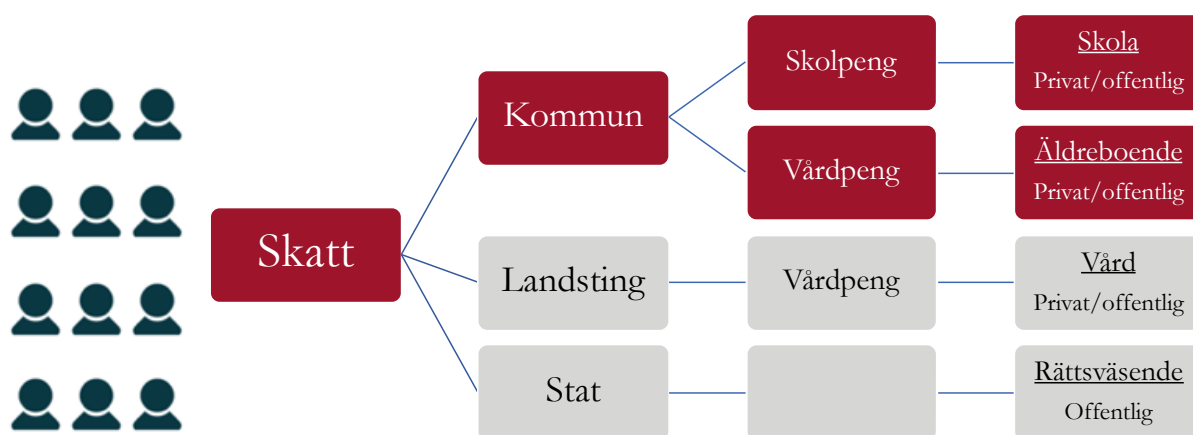 Skatt
Kommun
Skolpeng
Skola
Privat/offentlig
Vårdpeng
Äldreboende
Privat/offentlig
Landsting
Vårdpeng
Vård
Privat/offentlig
Stat
Rättsväsende
Offentlig